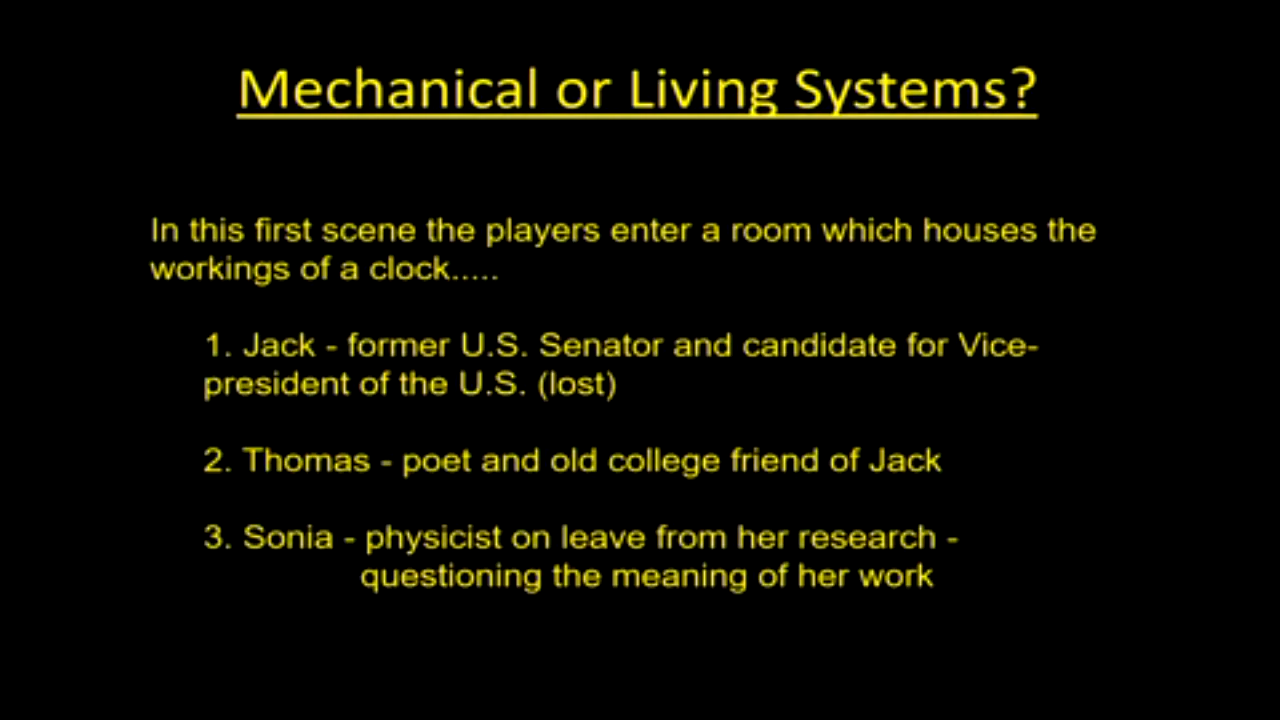 Mechanical or Living Systems?
In this first scene the players enter a room which houses the
workings of a clock.....
1. Jack - former U.S. Senator and candidate for Vice-
president of the U.S. (lost)
2. Thomas - poet and old college friend of Jack
3. Sonia - physicist on leave from her research -
questioning the meaning of her work